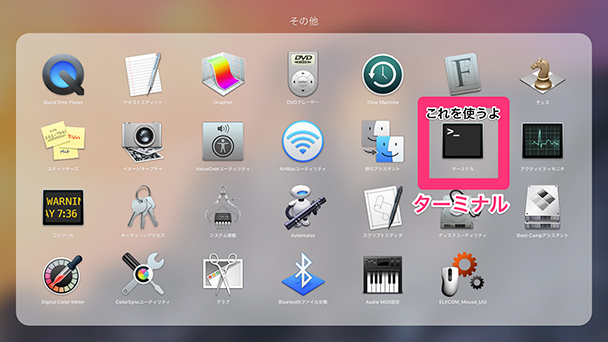 その他
QuickTime Player
テキストエディット
Grapher
DVDプレーヤー
Time Machine
チェス
これを使うよ
スティッキーズ
イメージキャプチャ
VoiceOverユーティリティ
AirMacユーティリティ
移行アシスタント
ターミナル
アクティビティモニタ
ターミナル
WARNIN
AY 7:36
コンソール
キーチェーンアクセス
システム情報
Automator
スクリプトエディタ
ディスクユーティリティ
Boot Campアシスタント
Digital Color Meter
ColorSyncユーティリティ
グラブ
Bluetoothファイル交換
Audio MIDI設定
ELECOM_Mouse_Util